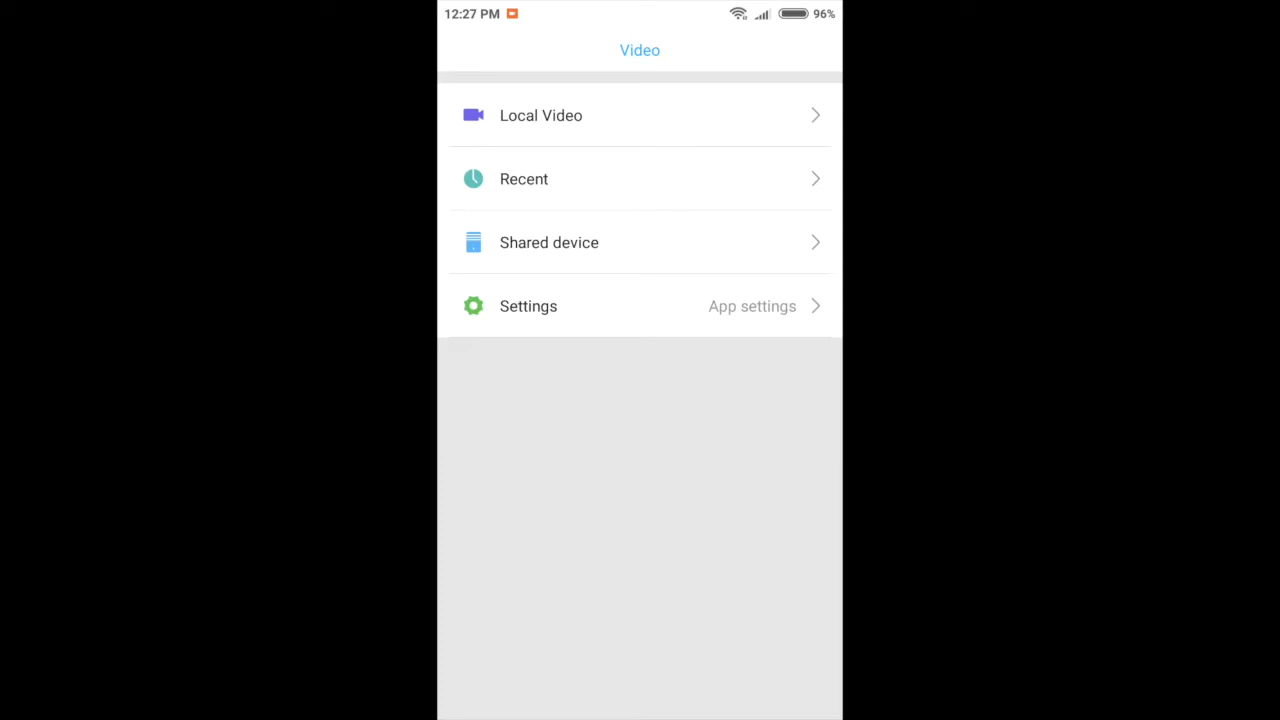 12:27 PM 96%
Video
Local Video
Recent
Shared device
Settings App settings